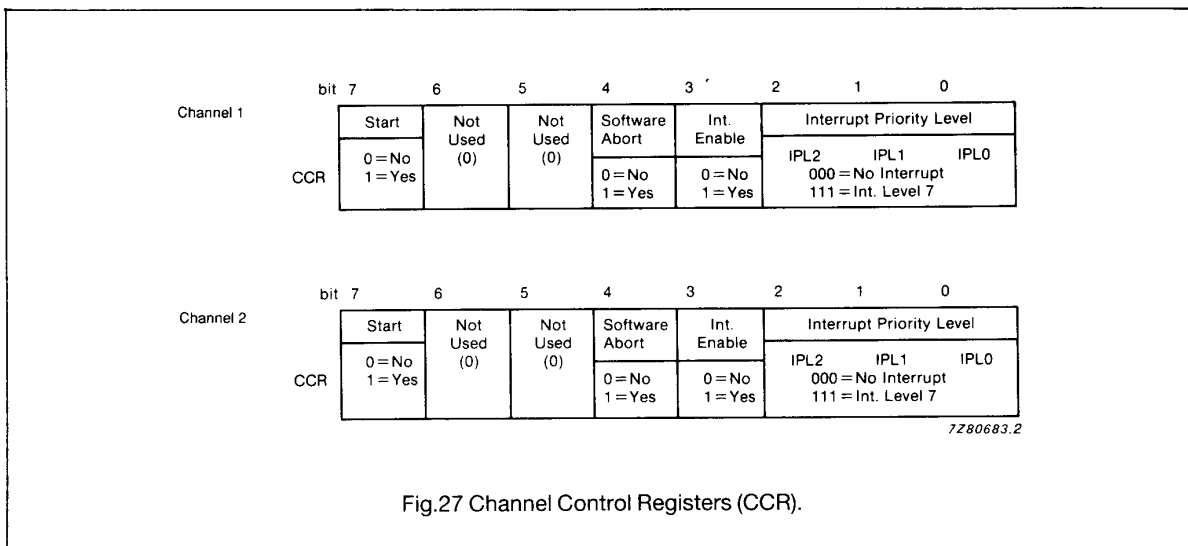 bit 7 6 5 4 3 2 1 0
Channel 1
Start Not Not Software Int. Interrupt Priority Level
Used Used Abort Enable
(0) (0)
0=No 0=No 0=No IPL2 IPL1 IPL0
CCR 1=Yes 1=Yes 1=Yes 000=No Interrupt
111=Int. Level 7
bit 7 6 5 4 3 2 1 0
Channel 2
Start Not Not Software Int. Interrupt Priority Level
Used Used Abort Enable
(0) (0)
0=No 0=No 0=No IPL2 IPL1 IPL0
CCR 1=Yes 1=Yes 1=Yes 000=No Interrupt
111=Int. Level 7
7Z80683.2
Fig.27 Channel Control Registers (CCR).